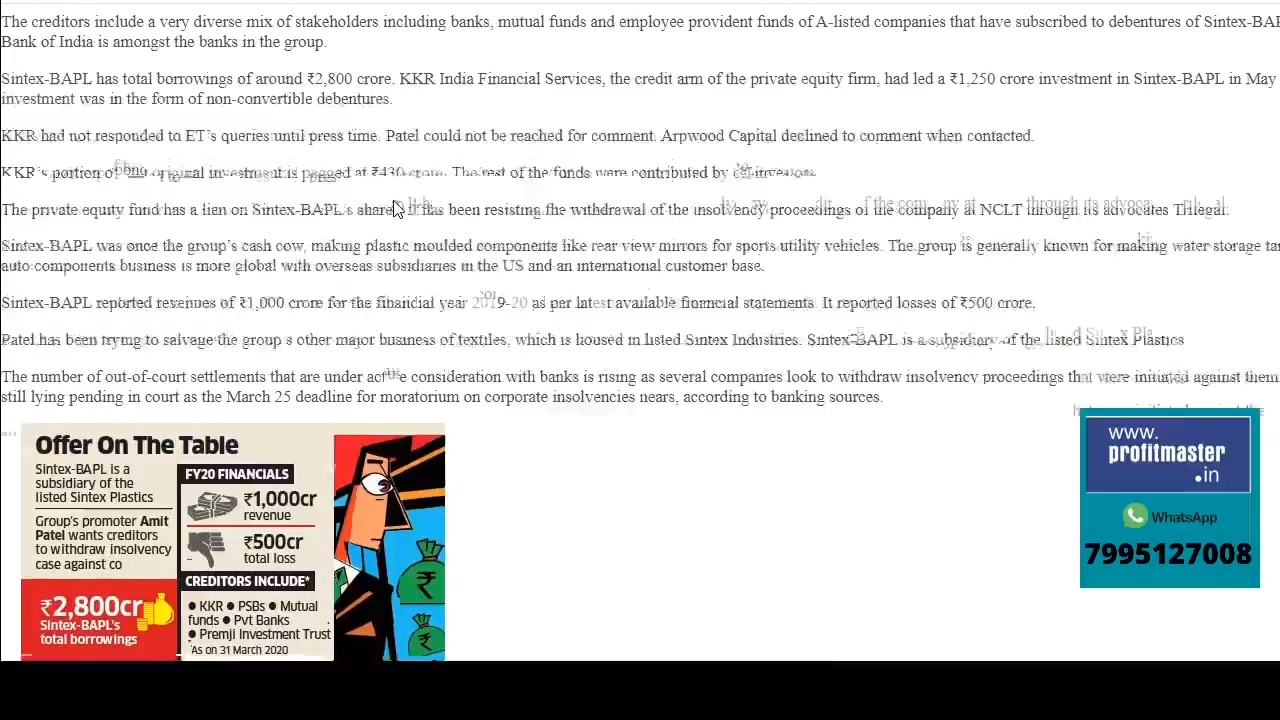 The creditors include a very diverse mix of stakeholders including banks, mutual funds and employee provident funds of A-listed companies that have subscribed to debentures of Sintex-BAP
Bank of India is amongst the banks in the group.
Sintex-BAPL has total borrowings of around ₹2,800 crore. KKR India Financial Services, the credit arm of the private equity firm, had led a ₹1,250 crore investment in Sintex-BAPL in May
investment was in the form of non-convertible debentures.
KKR had not responded to ET's queries until press time. Patel could not be reached for comment. Arpwood Capital declined to comment when contacted.
KKR's portion of original investment is pegged at ₹430 crore. The rest of the funds were contributed by co-investors.
The private equity fund has a lien on Sintex-BAPL's shares. It has been resisting the withdrawal of the insolvency proceedings of the company at NCLT through its advocates Trilegal.
Sintex-BAPL was once the group's cash cow, making plastic moulded components like rear view mirrors for sports utility vehicles. The group is generally known for making water storage tan
auto components business is more global with overseas subsidiaries in the US and an international customer base.
Sintex-BAPL reported revenues of ₹1,000 crore for the financial year 2019-20 as per latest available financial statements. It reported losses of ₹500 crore.
Patel has been trying to salvage the group's other major business of textiles, which is housed in listed Sintex Industries. Sintex-BAPL is a subsidiary of the listed Sintex Plastics
The number of out-of-court settlements that are under active consideration with banks is rising as several companies look to withdraw insolvency proceedings that were initiated against them
still lying pending in court as the March 25 deadline for moratorium on corporate insolvencies nears, according to banking sources.
Offer On The Table
Sintex-BAPL is a
subsidiary of the
listed Sintex Plastics
Group's promoter Amit
Patel wants creditors
to withdraw insolvency
case against co
₹2,800cr
Sintex-BAPL's
total borrowings
FY20 FINANCIALS
₹1,000cr
revenue
₹500cr
total loss
CREDITORS INCLUDE*
● KKR ● PSBs ● Mutual
funds ● Pvt Banks
● Premji Investment Trust
*As on 31 March 2020
www.
profitmaster
.in
WhatsApp
7995127008